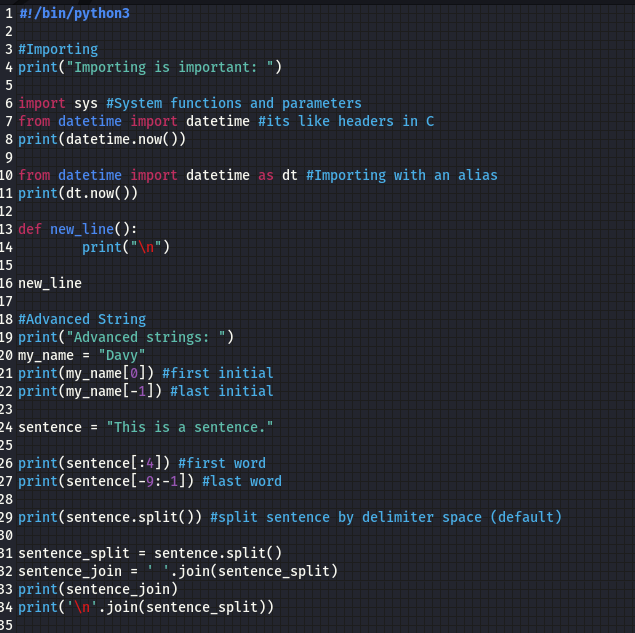 1 #!/bin/python3
2
3 #Importing
4 print("Importing is important: ")
5
6 import sys #System functions and parameters
7 from datetime import datetime #its like headers in C
8 print(datetime.now())
9
10 from datetime import datetime as dt #Importing with an alias
11 print(dt.now())
12
13 def new_line():
14         print("\n")
15
16 new_line
17
18 #Advanced String
19 print("Advanced strings: ")
20 my_name = "Davy"
21 print(my_name[0]) #first initial
22 print(my_name[-1]) #last initial
23
24 sentence = "This is a sentence."
25
26 print(sentence[:4]) #first word
27 print(sentence[-9:-1]) #last word
28
29 print(sentence.split()) #split sentence by delimiter space (default)
30
31 sentence_split = sentence.split()
32 sentence_join = ' '.join(sentence_split)
33 print(sentence_join)
34 print('\n'.join(sentence_split))
35